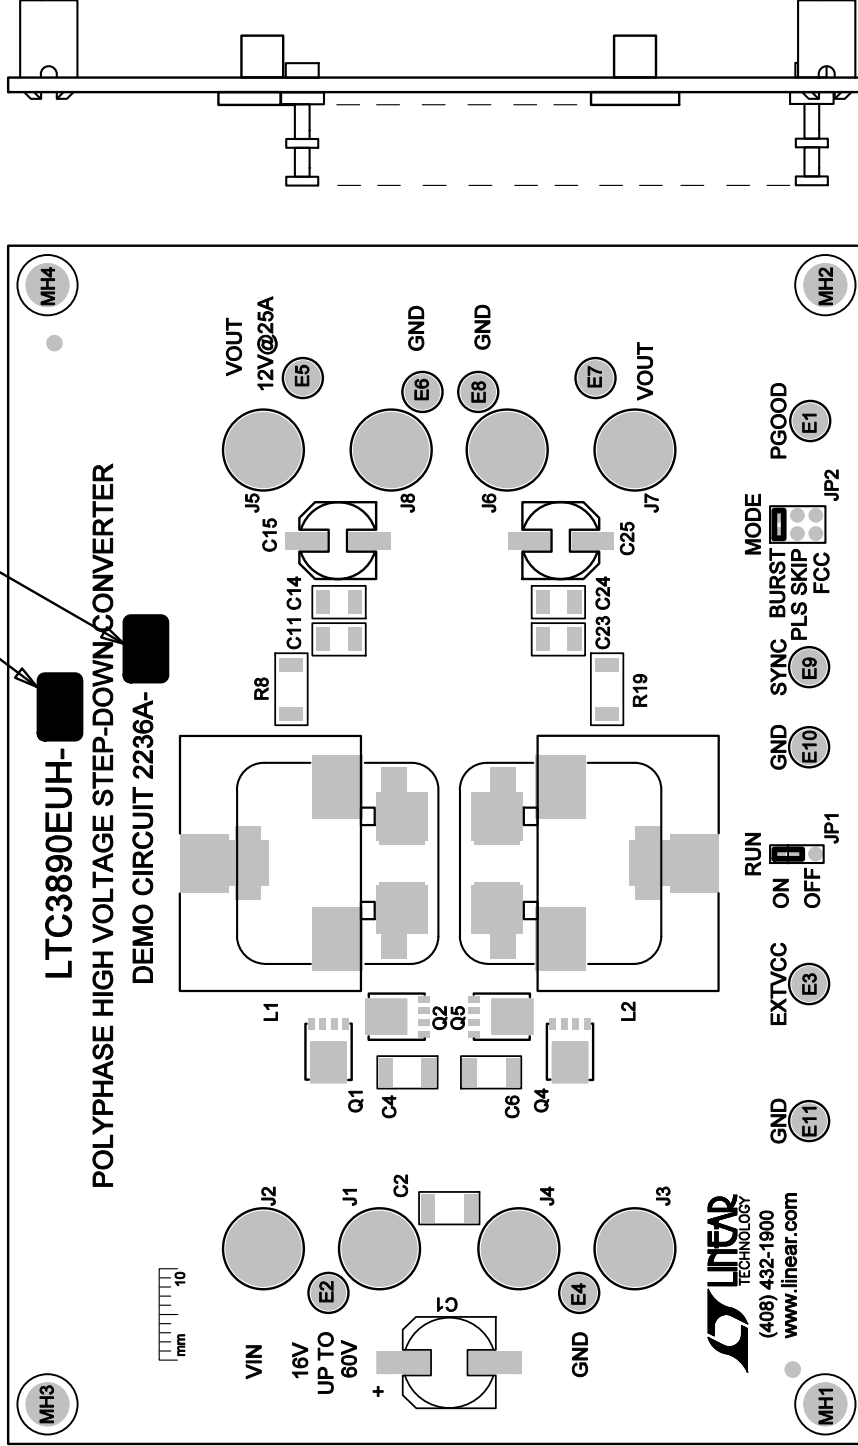 LTC3890EUH-
POLYPHASE HIGH VOLTAGE STEP-DOWN CONVERTER
DEMO CIRCUIT 2236A-
MH3
MH4
mm
10
VIN
16V
UP TO
60V
+
E2
J2
J1
C1
C2
J4
J3
E4
GND
Q1
Q2
Q5
Q4
C4
C6
L1
L2
R8
R19
C11
C14
C15
C23
C24
C25
J5
J8
J6
J7
VOUT
12V@25A
E5
E6
GND
E8
GND
E7
VOUT
LINEAR
TECHNOLOGY
(408) 432-1900
www.linear.com
GND
E11
EXTVCC
E3
RUN
ON
OFF
JP1
GND
E10
SYNC
E9
MODE
BURST
PLS SKIP
FCC
JP2
PGOOD
E1
MH1
MH2